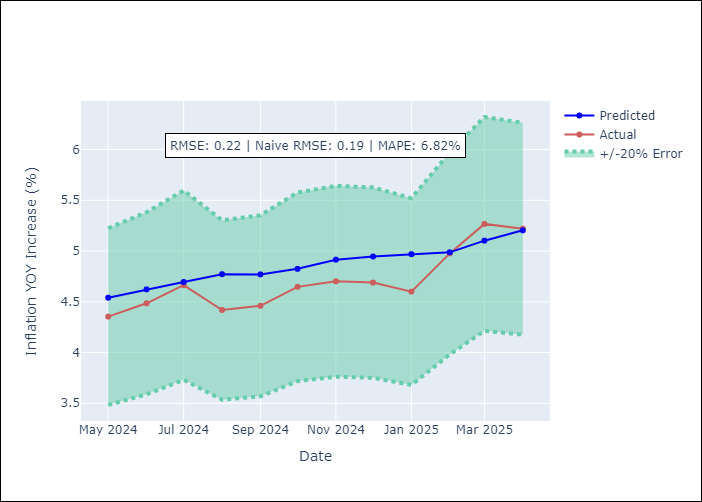 RMSE: 0.22 | Naive RMSE: 0.19 | MAPE: 6.82%
Predicted
Actual
+/-20% Error
Inflation YOY Increase (%)
6
5.5
5
4.5
4
3.5
May 2024
Jul 2024
Sep 2024
Nov 2024
Jan 2025
Mar 2025
Date